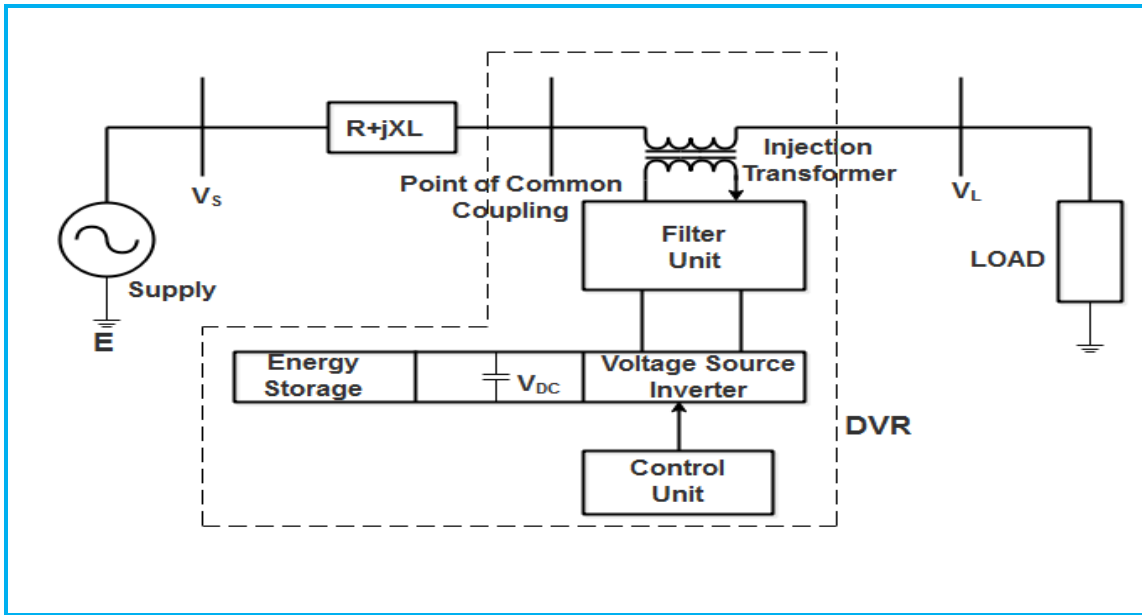 R+jXL
Injection
Transformer
Point of Common
Coupling
VS
VL
Filter
Unit
LOAD
Supply
E
Energy
Storage
VDC
Voltage Source
Inverter
DVR
Control
Unit